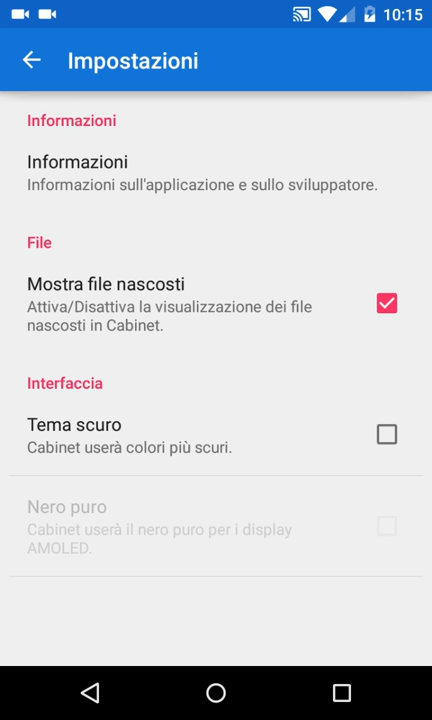 10:15
Impostazioni
Informazioni
Informazioni
Informazioni sull'applicazione e sullo sviluppatore.
File
Mostra file nascosti
Attiva/Disattiva la visualizzazione dei file
nascosti in Cabinet.
Interfaccia
Tema scuro
Cabinet userà colori più scuri.
Nero puro
Cabinet userà il nero puro per i display
AMOLED.